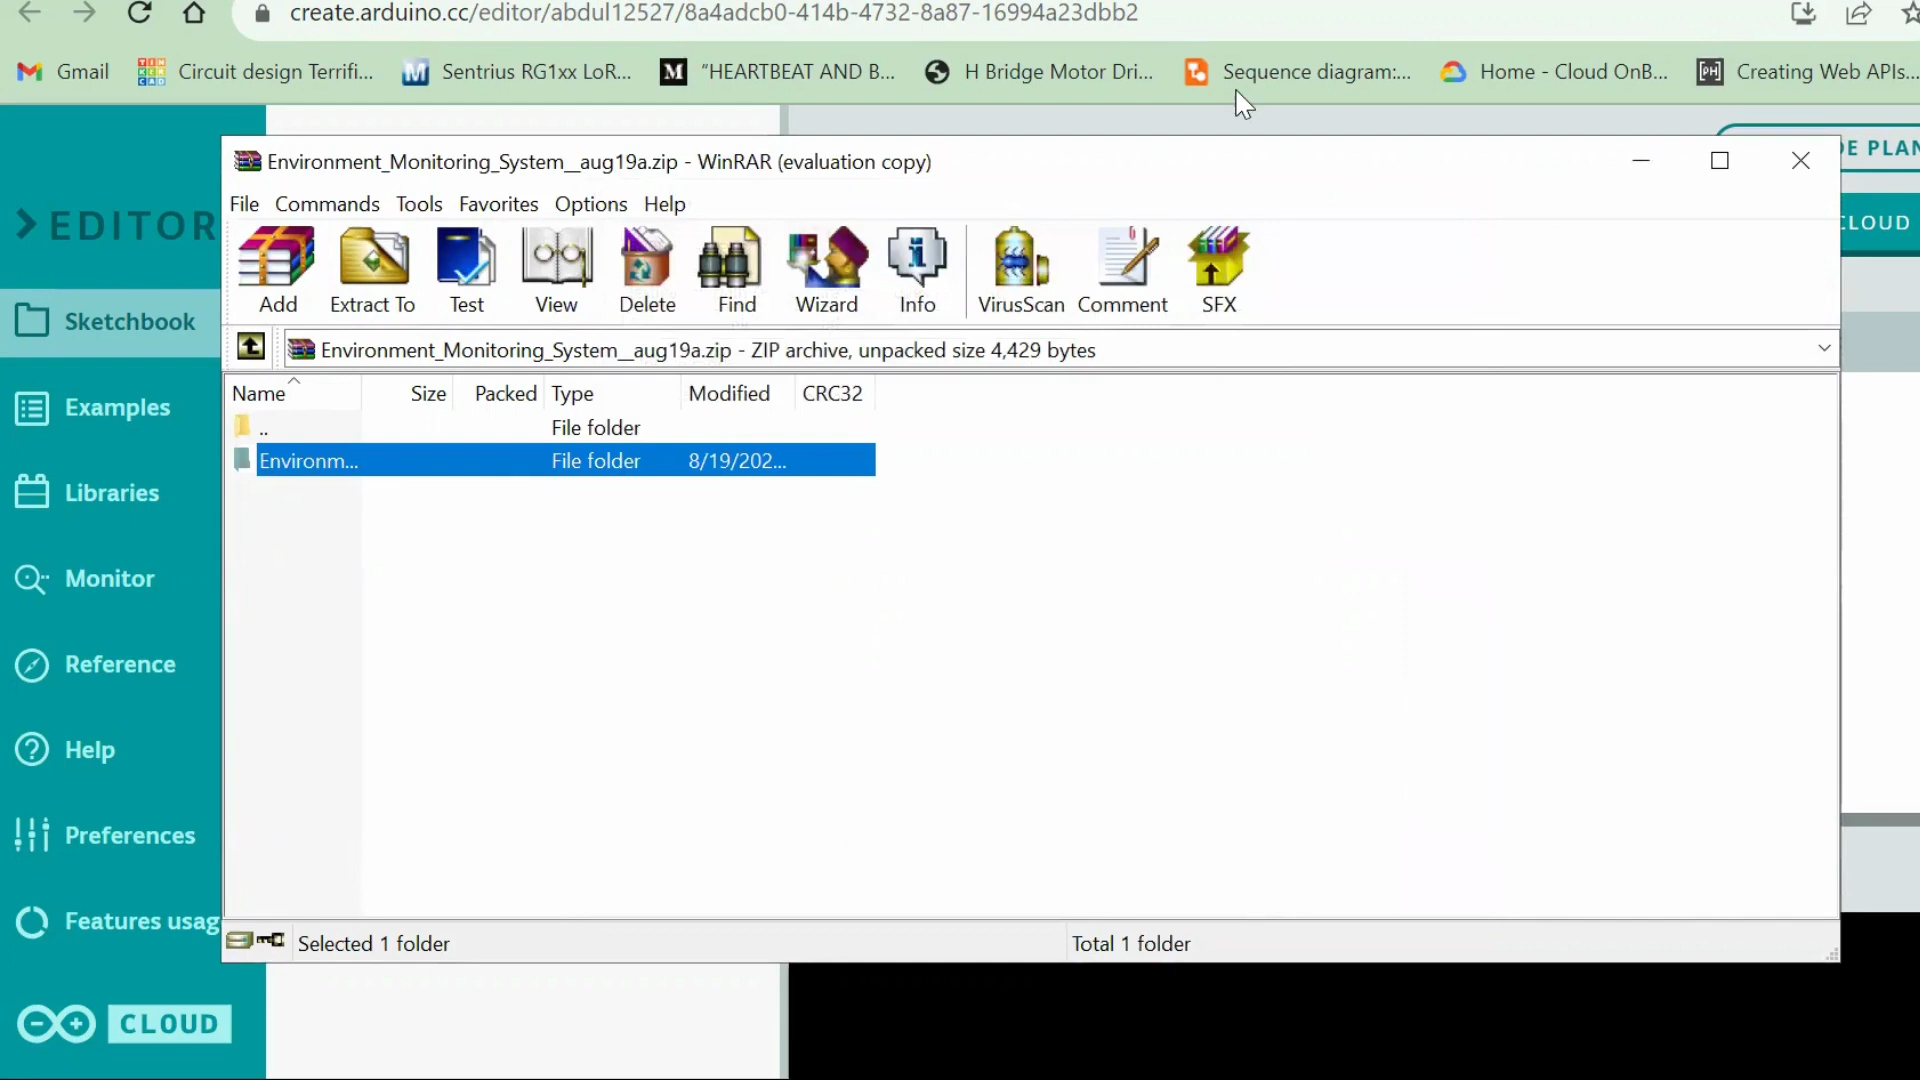 create.arduino.cc/editor/abdul12527/8a4adcb0-414b-4732-8a87-16994a23dbb2
Gmail
Circuit design Terrifi...
Sentrius RG1xx LoR...
"HEARTBEAT AND B...
H Bridge Motor Dri...
Sequence diagram:...
Home - Cloud OnB...
Creating Web APIs...
DE PLAN
CLOUD
EDITOR
Sketchbook
Examples
Libraries
Monitor
Reference
Help
Preferences
Features usag
CLOUD
Environment_Monitoring_System__aug19a.zip - WinRAR (evaluation copy)
File Commands Tools Favorites Options Help
Add Extract To Test View Delete Find Wizard Info VirusScan Comment SFX
Environment_Monitoring_System__aug19a.zip - ZIP archive, unpacked size 4,429 bytes
Name Size Packed Type Modified CRC32
.. File folder
Environm... File folder 8/19/202...
Selected 1 folder
Total 1 folder